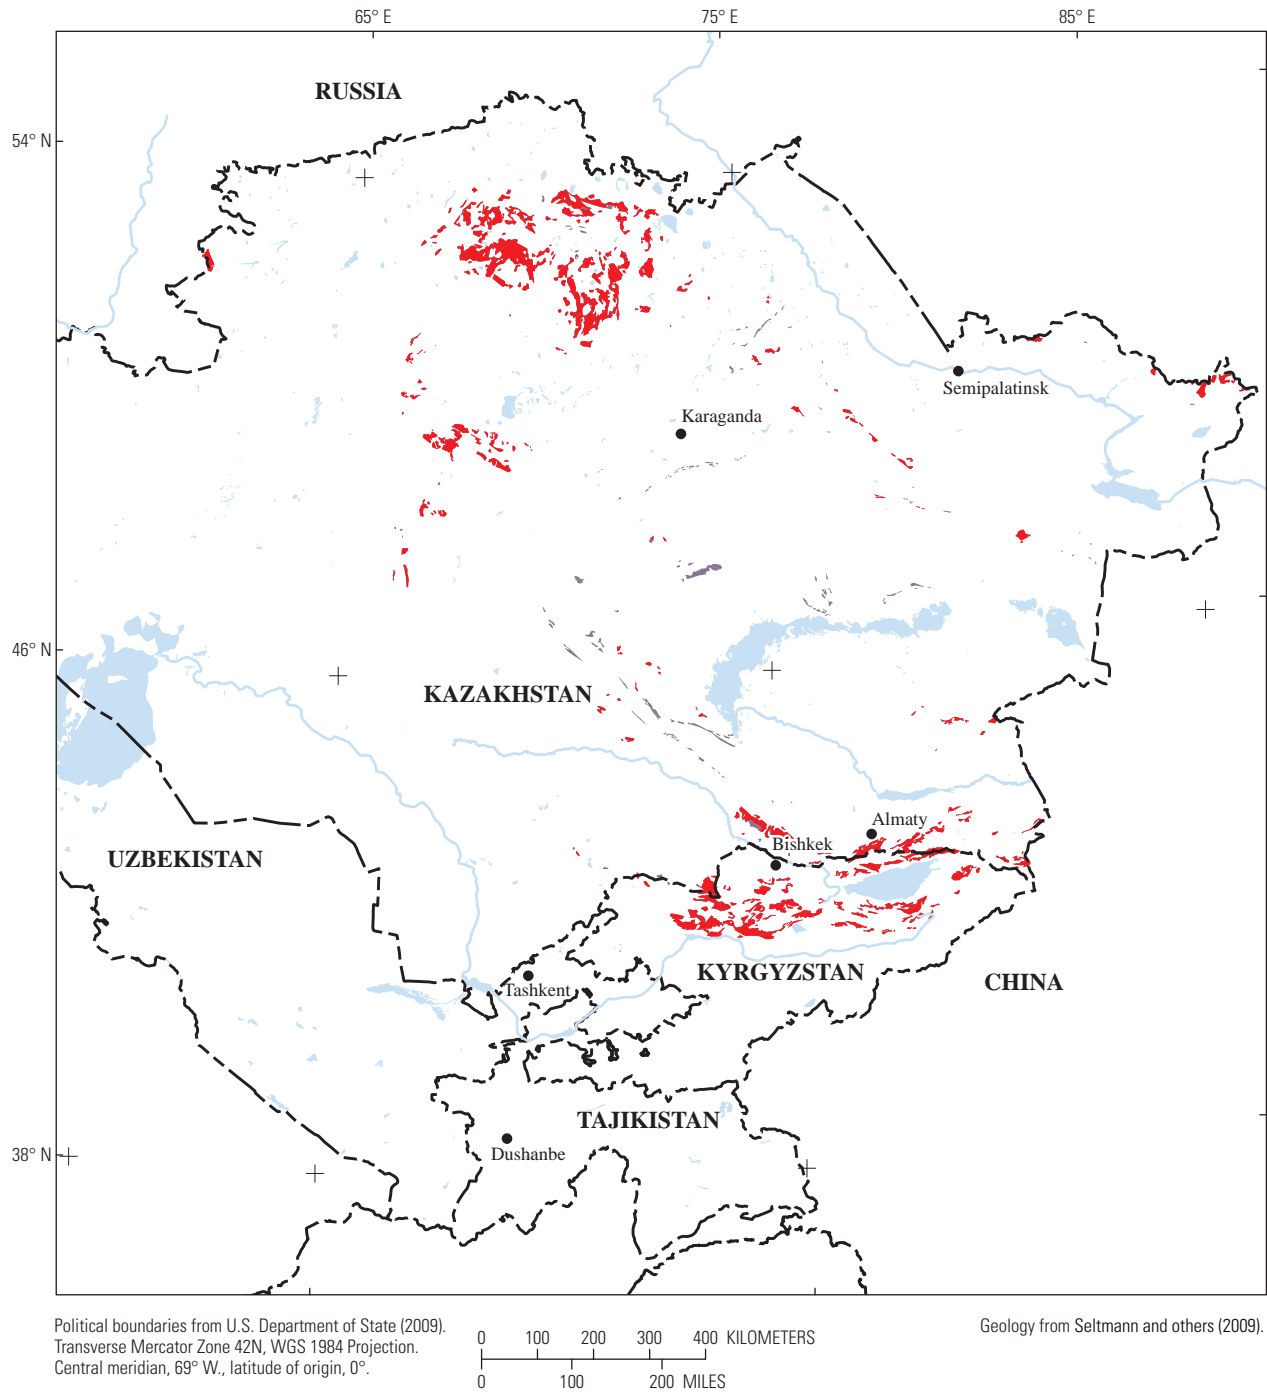 65° E
75° E
85° E
RUSSIA
54° N
Semipalatinsk
Karaganda
46° N
KAZAKHSTAN
Almaty
Bishkek
UZBEKISTAN
KYRGYZSTAN
CHINA
Tashkent
TAJIKISTAN
38° N
Dushanbe
Political boundaries from U.S. Department of State (2009).
Transverse Mercator Zone 42N, WGS 1984 Projection.
Central meridian, 69° W., latitude of origin, 0°.
0 100 200 300 400 KILOMETERS
0 100 200 MILES
Geology from Seltmann and others (2009).